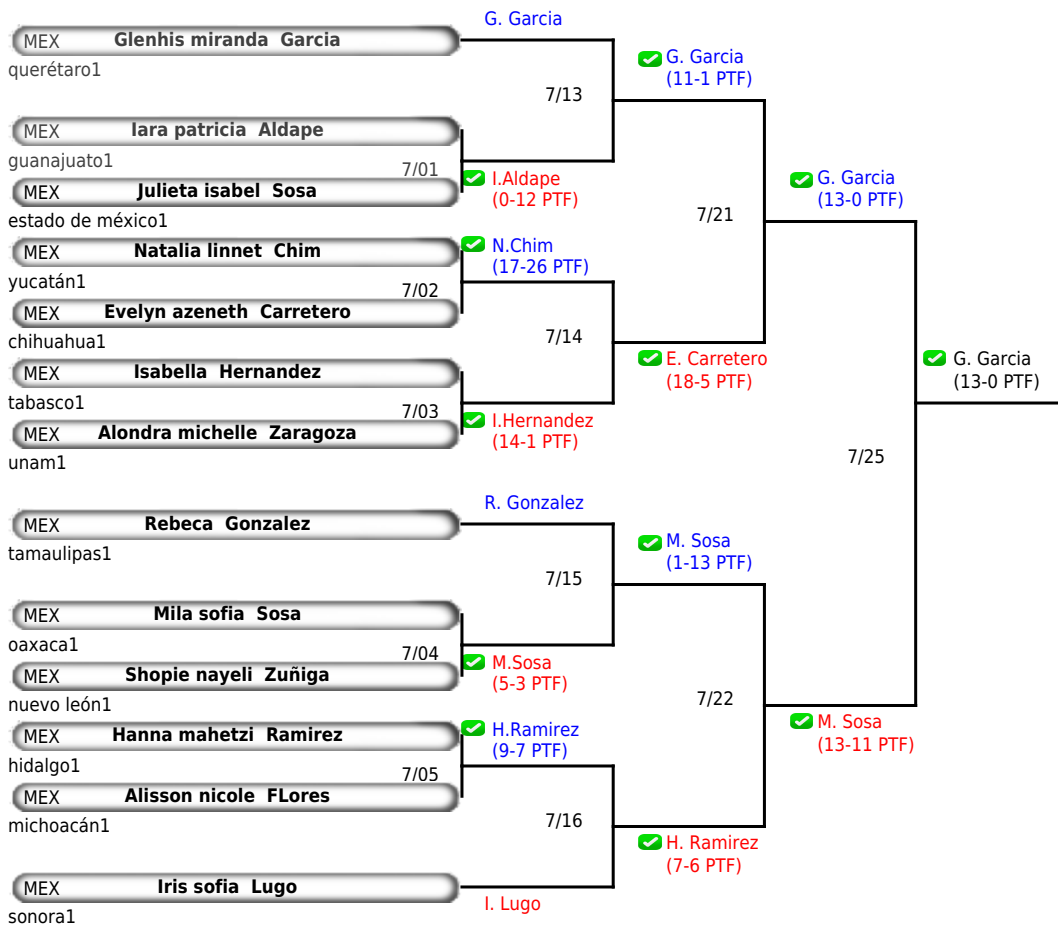 G. Garcia
MEX Glenhis miranda Garcia
querétaro1
G. Garcia
(11-1 PTF)
7/13
MEX Iara patricia Aldape
guanajuato1
7/01
I.Aldape
(0-12 PTF)
MEX Julieta isabel Sosa
estado de méxico1
G. Garcia
(13-0 PTF)
7/21
MEX Natalia linnet Chim
yucatán1
N.Chim
(17-26 PTF)
7/02
MEX Evelyn azeneth Carretero
chihuahua1
7/14
E. Carretero
(18-5 PTF)
G. Garcia
(13-0 PTF)
MEX Isabella Hernandez
tabasco1
7/03
I.Hernandez
(14-1 PTF)
MEX Alondra michelle Zaragoza
unam1
7/25
R. Gonzalez
MEX Rebeca Gonzalez
tamaulipas1
M. Sosa
(1-13 PTF)
7/15
MEX Mila sofia Sosa
oaxaca1
7/04
M.Sosa
(5-3 PTF)
MEX Shopie nayeli Zuñiga
nuevo león1
7/22
M. Sosa
(13-11 PTF)
MEX Hanna mahetzi Ramirez
hidalgo1
H.Ramirez
(9-7 PTF)
7/05
MEX Alisson nicole FLores
michoacán1
7/16
H. Ramirez
(7-6 PTF)
MEX Iris sofia Lugo
sonora1
I. Lugo